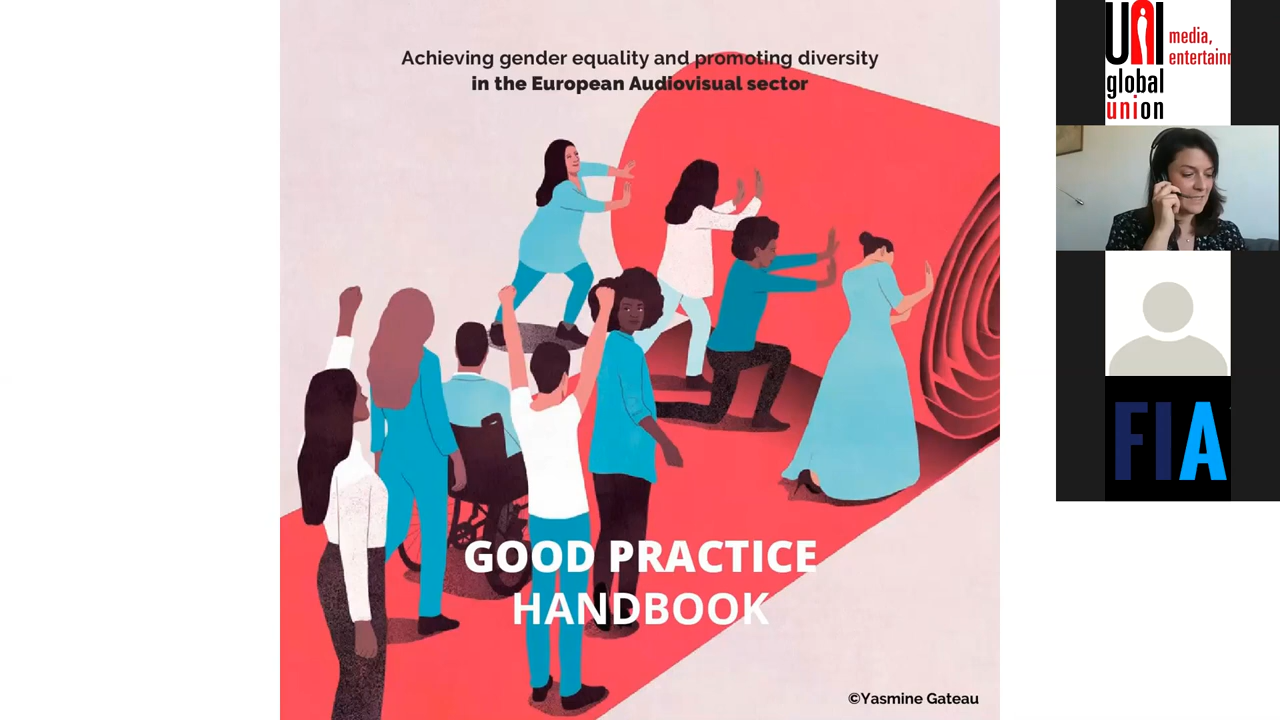 Achieving gender equality and promoting diversity
in the European Audiovisual sector
GOOD PRACTICE
HANDBOOK
©Yasmine Gateau
UNI
global
union
media,
FIA